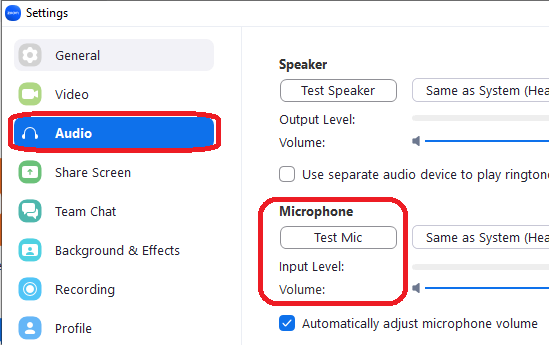 Settings
General
Video
Audio
Share Screen
Team Chat
Background & Effects
Recording
Profile
Speaker
Test Speaker Same as System (Hea
Output Level:
Volume:
Use separate audio device to play rington
Microphone
Test Mic Same as System (Hea
Input Level:
Volume:
Automatically adjust microphone volume